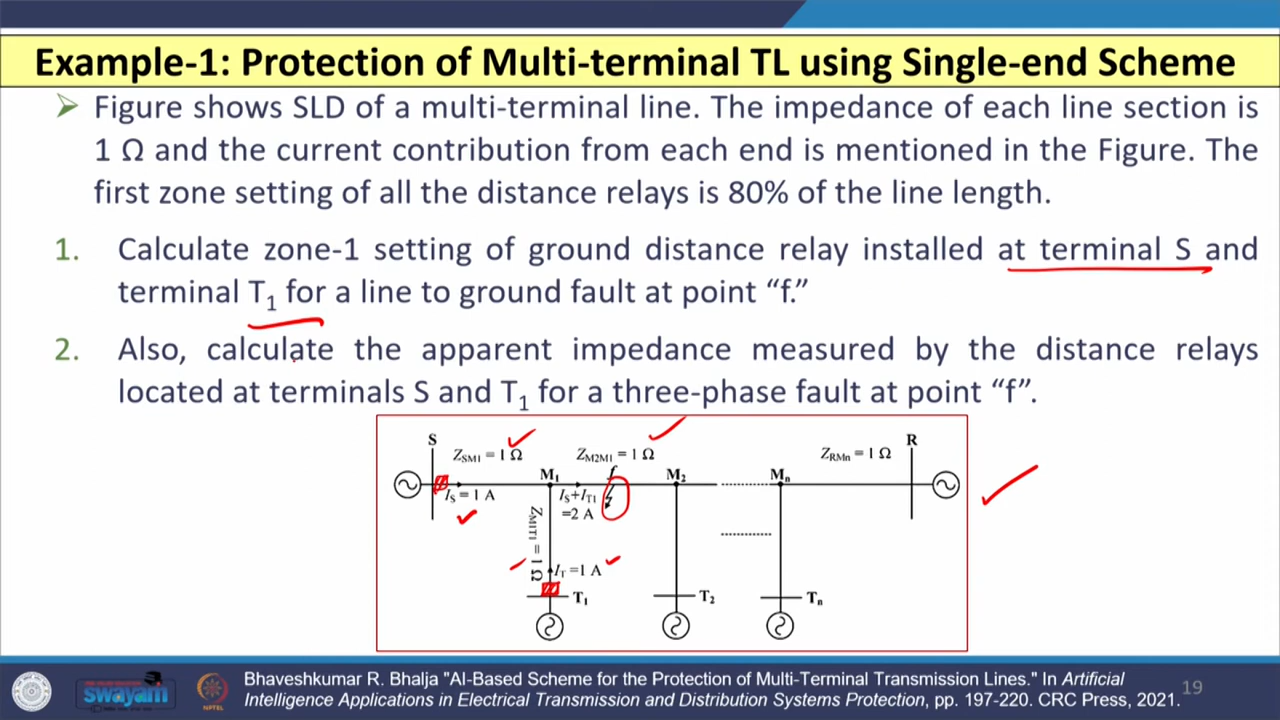 Example-1: Protection of Multi-terminal TL using Single-end Scheme
➤ Figure shows SLD of a multi-terminal line. The impedance of each line section is
1 Ω and the current contribution from each end is mentioned in the Figure. The
first zone setting of all the distance relays is 80% of the line length.
1. Calculate zone-1 setting of ground distance relay installed at terminal S and
terminal T1 for a line to ground fault at point “f.”
2. Also, calculate the apparent impedance measured by the distance relays
located at terminals S and T1 for a three-phase fault at point “f”.
S
R
ZSM1 = 1 Ω
ZM2M1 = 1 Ω
ZRMn = 1 Ω
M1
f
M2
Mn
IS = 1 A
IS+IT1
=2 A
ZM1T1 = 1 Ω
IT =1 A
T1
T2
Tn
swayam
NPTEL
Bhaveshkumar R. Bhalja "AI-Based Scheme for the Protection of Multi-Terminal Transmission Lines." In Artificial
Intelligence Applications in Electrical Transmission and Distribution Systems Protection, pp. 197-220. CRC Press, 2021.
19